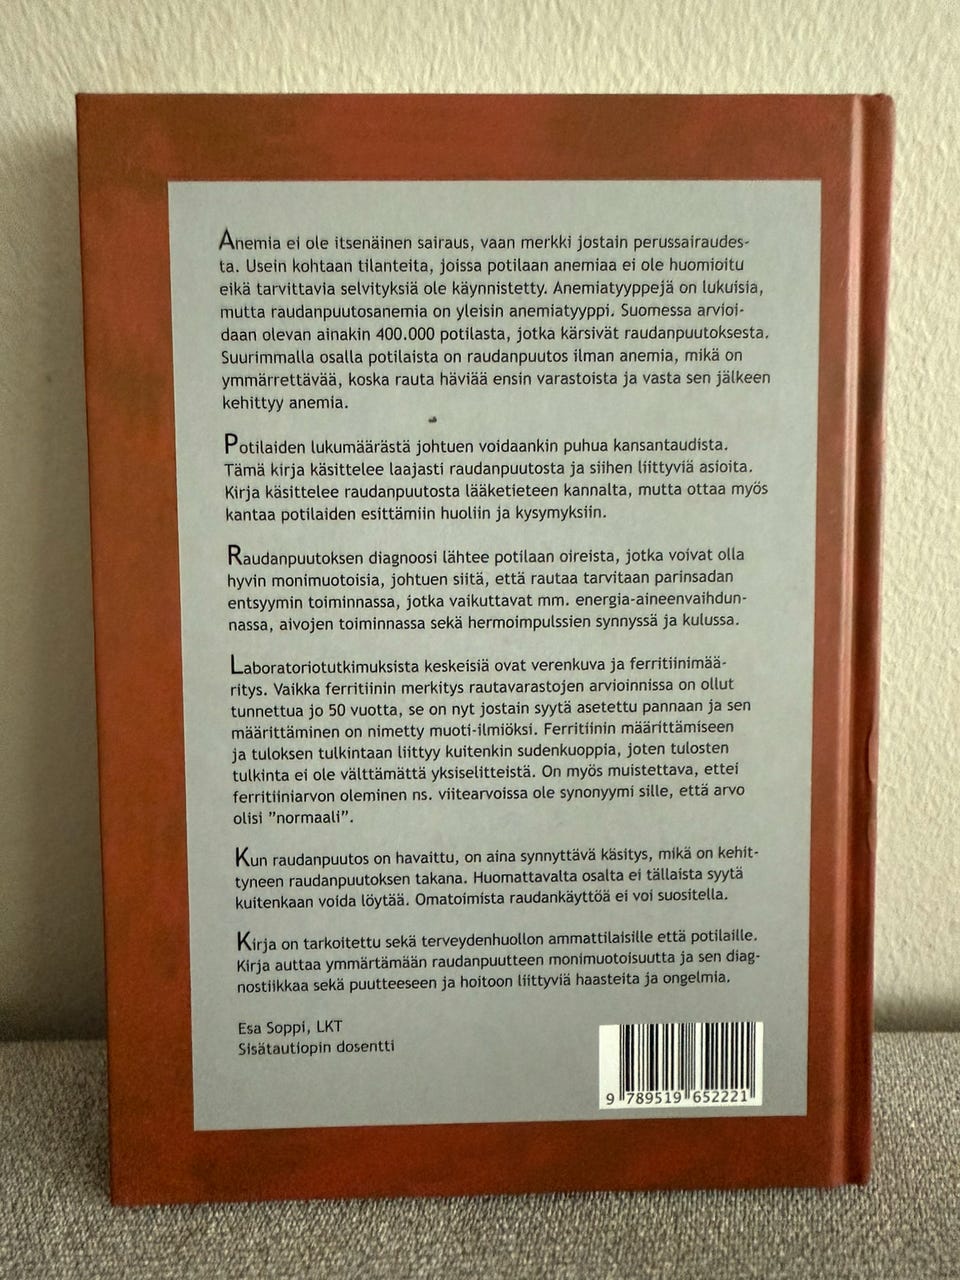 Anemia ei ole itsenäinen sairaus, vaan merkki jostain perussairaudes-
ta. Usein kohtaan tilanteita, joissa potilaan anemiaa ei ole huomioitu
eikä tarvittavia selvityksiä ole käynnistetty. Anemiatyyppejä on lukuisia,
mutta raudanpuutosanemia on yleisin anemiatyyppi. Suomessa arvioi-
daan olevan ainakin 400.000 potilasta, jotka kärsivät raudanpuutoksesta.
Suurimmalla osalla potilaista on raudanpuutos ilman anemia, mikä on
ymmärrettävää, koska rauta häviää ensin varastoista ja vasta sen jälkeen
kehittyy anemia.
Potilaiden lukumäärästä johtuen voidaankin puhua kansantaudista.
Tämä kirja käsittelee laajasti raudanpuutosta ja siihen liittyviä asioita.
Kirja käsittelee raudanpuutosta lääketieteen kannalta, mutta ottaa myös
kantaa potilaiden esittämiin huoliin ja kysymyksiin.
Raudanpuutoksen diagnoosi lähtee potilaan oireista, jotka voivat olla
hyvin monimuotoisia, johtuen siitä, että rautaa tarvitaan parinsadan
entsyymin toiminnassa, jotka vaikuttavat mm. energia-aineenvaihdun-
nassa, aivojen toiminnassa sekä hermoimpulssien synnyssä ja kulussa.
Laboratoriotutkimuksista keskeisiä ovat verenkuva ja ferritiinimää-
ritys. Vaikka ferritiinin merkitys rautavarastojen arvioinnissa on ollut
tunnettua jo 50 vuotta, se on nyt jostain syytä asetettu pannaan ja sen
määrittäminen on nimetty muoti-ilmiöksi. Ferritiinin määrittämiseen
ja tuloksen tulkintaan liittyy kuitenkin sudenkuoppia, joten tulosten
tulkinta ei ole välttämättä yksiselitteistä. On myös muistettava, ettei
ferritiiniarvon oleminen ns. viitearvoissa ole synonyymi sille, että arvo
olisi ”normaali”.
Kun raudanpuutos on havaittu, on aina synnyttävä käsitys, mikä on kehit-
tyneen raudanpuutoksen takana. Huomattavalta osalta ei tällaista syytä
kuitenkaan voida löytää. Omatoimista raudankäyttöä ei voi suositella.
Kirja on tarkoitettu sekä terveydenhuollon ammattilaisille että potilaille.
Kirja auttaa ymmärtämään raudanpuutteen monimuotoisuutta ja sen diag-
nostiikkaa sekä puutteeseen ja hoitoon liittyviä haasteita ja ongelmia.
Esa Soppi, LKT
Sisätautiopin dosentti
9 789519 652221